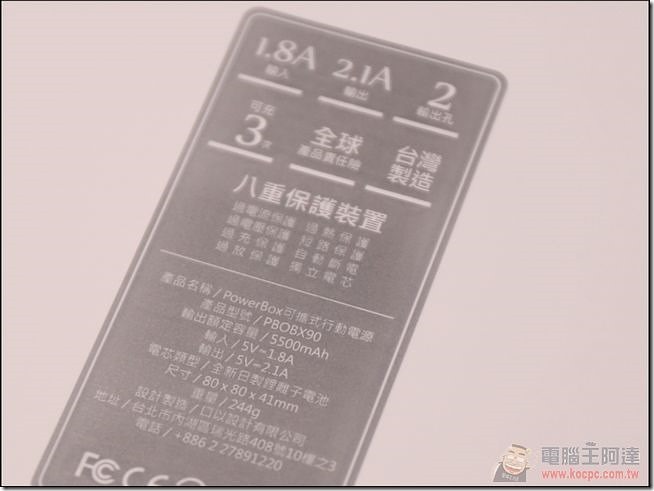 1.8A
輸入
2.1A
輸出
2
輸出孔
可充
3次
全球
產品責任險
台灣
製造
八重保護裝置
過電流保護 過熱保護
過電壓保護 短路保護
過充保護 自動斷電
過放保護 獨立電芯
產品名稱 / PowerBox可攜式行動電源
產品型號 / PBOBX90
輸出額定容量 / 5500mAh
輸入 / 5V⎓1.8A
輸出 / 5V⎓2.1A
電芯類型 / 全新日製鋰離子電池
尺寸 / 80 x 80 x 41mm
重量 / 244g
設計製造 / 口以設計有限公司
地址 / 台北市內湖區瑞光路408號10樓之3
電話 / +886 2 27891220
FC CE
電腦王阿達
http://www.kocpc.com.tw